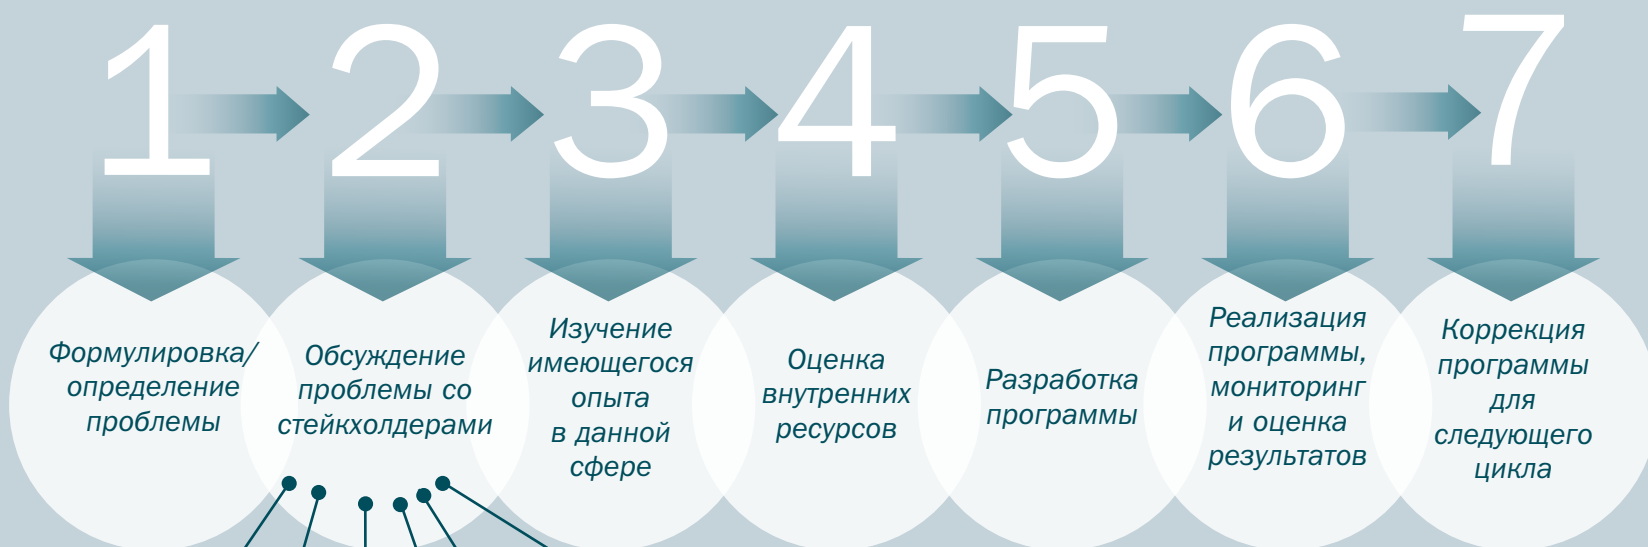 1 2 3 4 5 6 7
Формулировка/
определение
проблемы
Обсуждение
проблемы со
стейкхолдерами
Изучение
имеющегося
опыта
в данной
сфере
Оценка
внутренних
ресурсов
Разработка
программы
Реализация
программы,
мониторинг
и оценка
результатов
Коррекция
программы
для
следующего
цикла